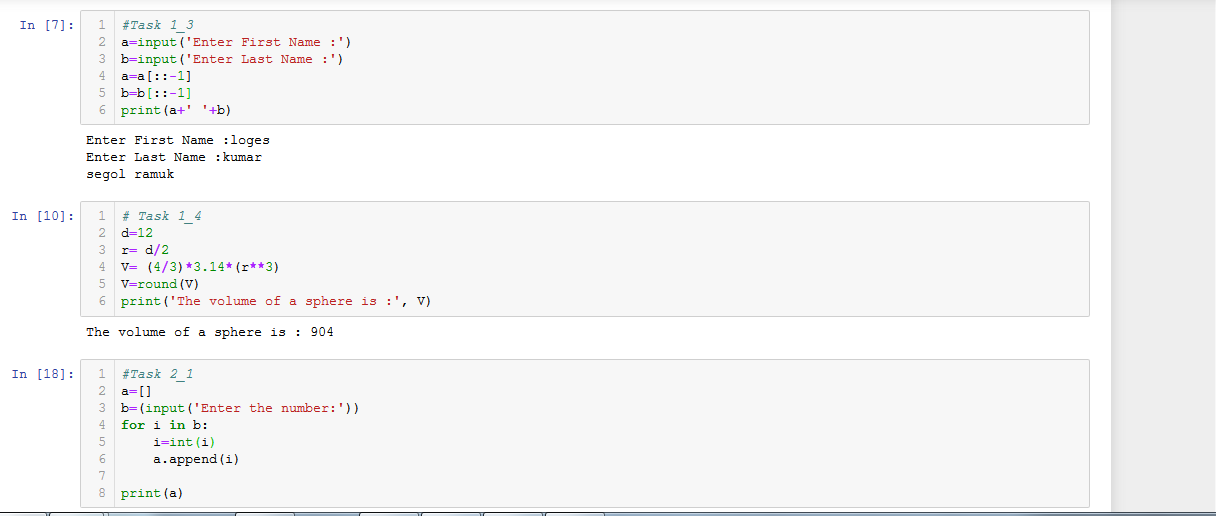 In [7]:
1 #Task 1_3
2 a=input('Enter First Name :')
3 b=input('Enter Last Name :')
4 a=a[::-1]
5 b=b[::-1]
6 print(a+' '+b)
Enter First Name :loges
Enter Last Name :kumar
segol ramuk
In [10]:
1 # Task 1_4
2 d=12
3 r= d/2
4 V= (4/3)*3.14*(r**3)
5 V=round(V)
6 print('The volume of a sphere is :', V)
The volume of a sphere is : 904
In [18]:
1 #Task 2_1
2 a=[]
3 b=(input('Enter the number:'))
4 for i in b:
5     i=int(i)
6     a.append(i)
7
8 print(a)